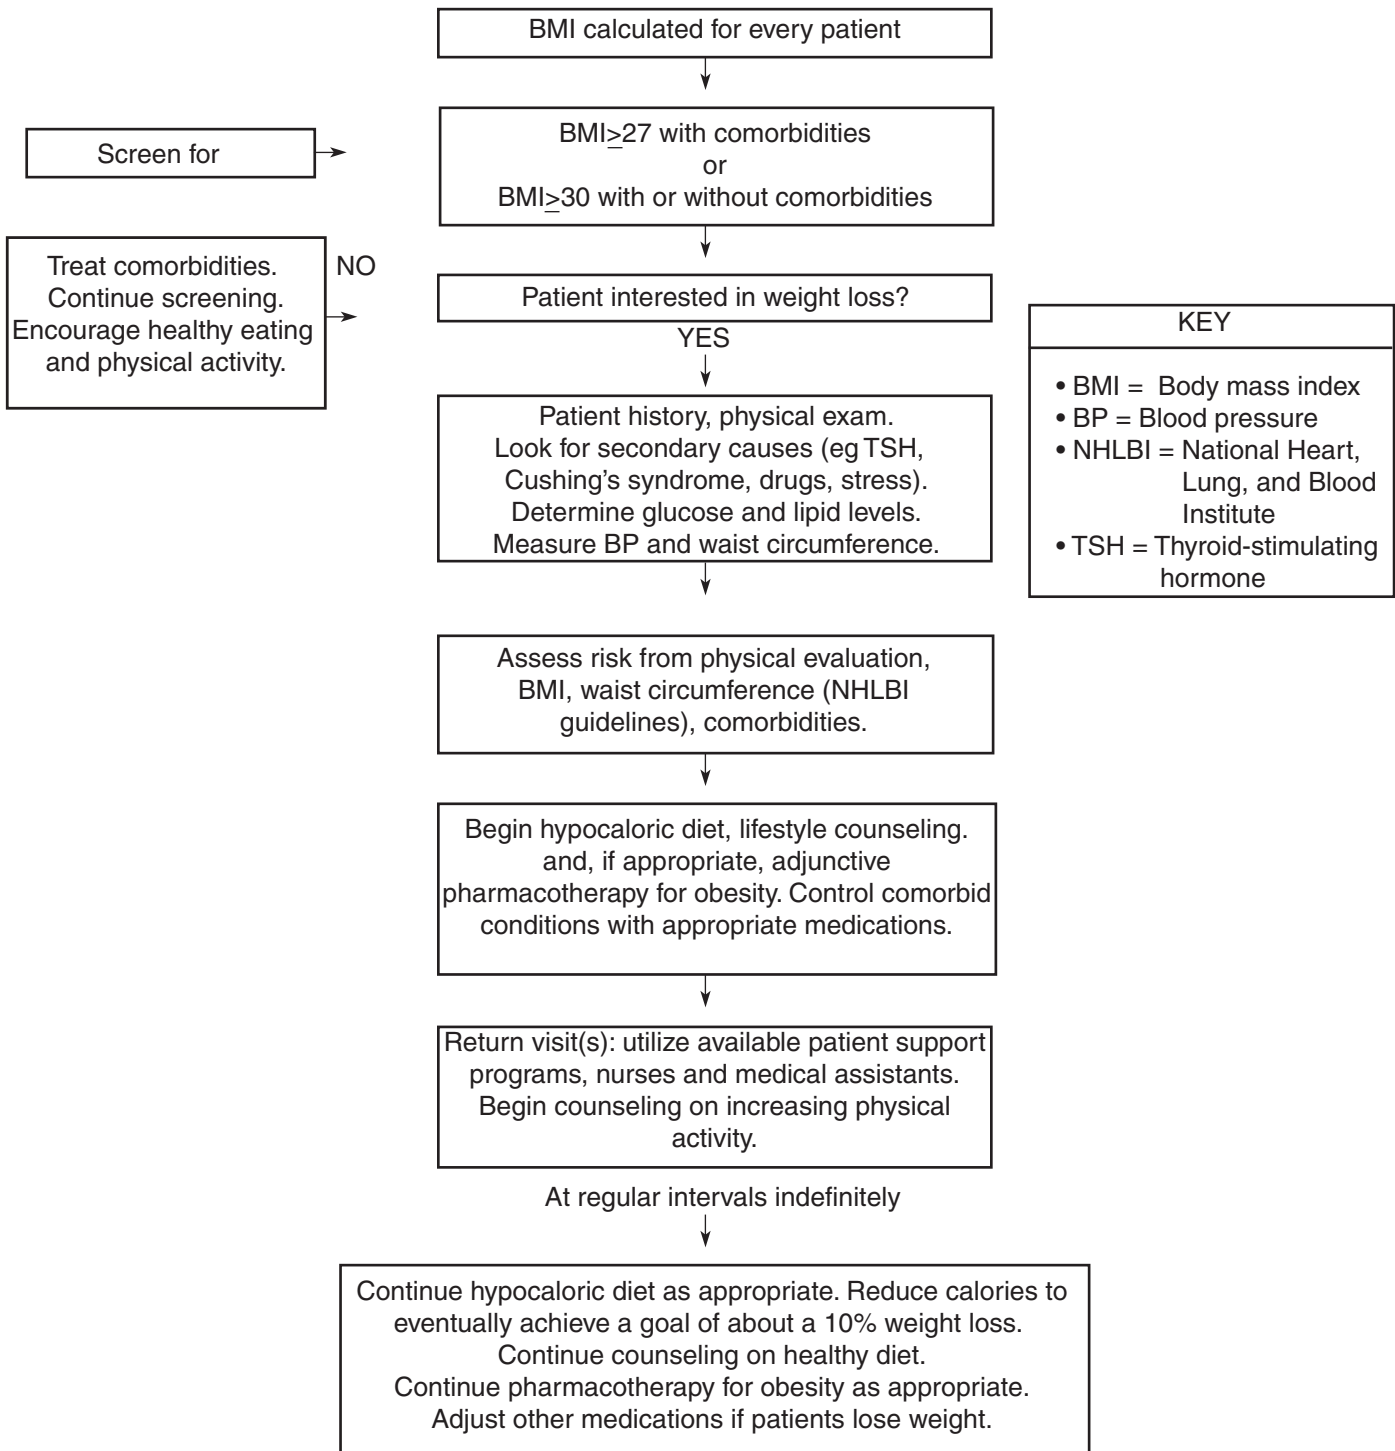 BMI calculated for every patient
Screen for
BMI≥27 with comorbidities
or
BMI≥30 with or without comorbidities
Treat comorbidities.
Continue screening.
Encourage healthy eating
and physical activity.
NO
Patient interested in weight loss?
YES
KEY
• BMI = Body mass index
• BP = Blood pressure
• NHLBI = National Heart,
Lung, and Blood
Institute
• TSH = Thyroid-stimulating
hormone
Patient history, physical exam.
Look for secondary causes (eg TSH,
Cushing's syndrome, drugs, stress).
Determine glucose and lipid levels.
Measure BP and waist circumference.
Assess risk from physical evaluation,
BMI, waist circumference (NHLBI
guidelines), comorbidities.
Begin hypocaloric diet, lifestyle counseling.
and, if appropriate, adjunctive
pharmacotherapy for obesity. Control comorbid
conditions with appropriate medications.
Return visit(s): utilize available patient support
programs, nurses and medical assistants.
Begin counseling on increasing physical
activity.
At regular intervals indefinitely
Continue hypocaloric diet as appropriate. Reduce calories to
eventually achieve a goal of about a 10% weight loss.
Continue counseling on healthy diet.
Continue pharmacotherapy for obesity as appropriate.
Adjust other medications if patients lose weight.